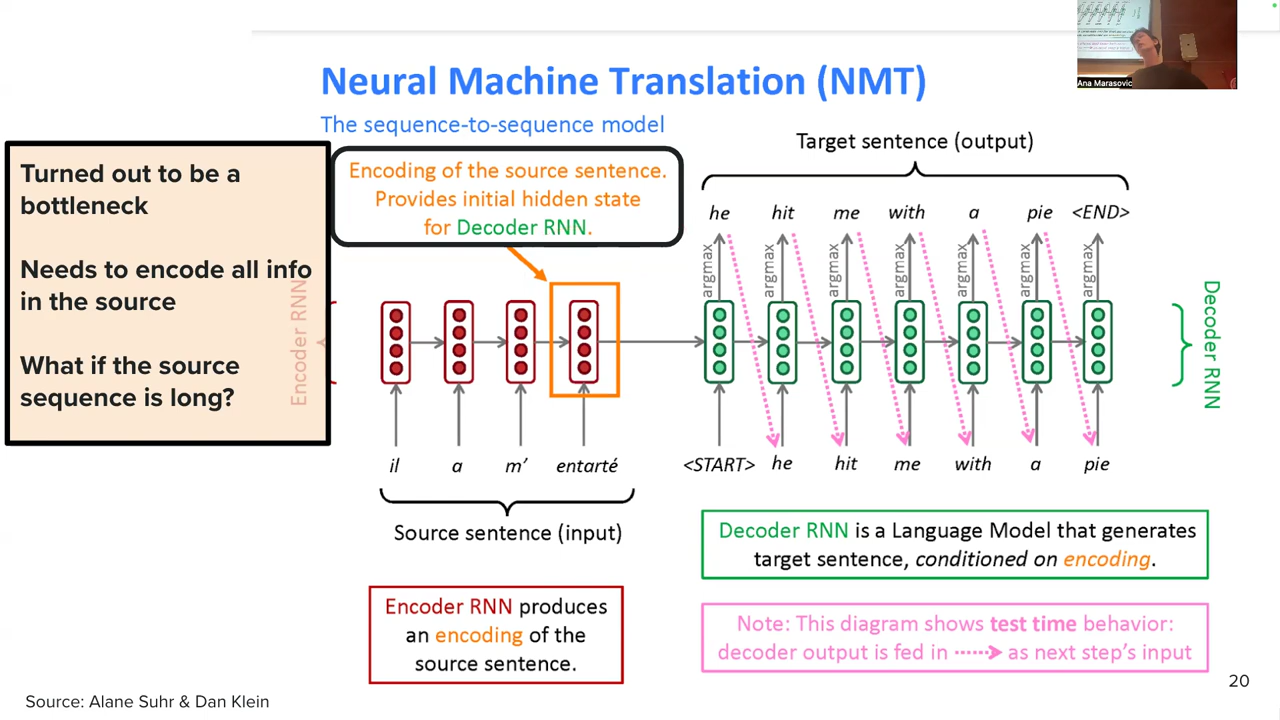 Ana Marasovic
Neural Machine Translation (NMT)
The sequence-to-sequence model
Turned out to be a
bottleneck
Needs to encode all info
in the source
What if the source
sequence is long?
Encoding of the source sentence.
Provides initial hidden state
for Decoder RNN.
Target sentence (output)
he hit me with a pie <END>
argmax argmax argmax argmax argmax argmax argmax
Encoder RNN
Decoder RNN
il a m’ entarté
<START> he hit me with a pie
Source sentence (input)
Encoder RNN produces
an encoding of the
source sentence.
Decoder RNN is a Language Model that generates
target sentence, conditioned on encoding.
Note: This diagram shows test time behavior:
decoder output is fed in as next step’s input
Source: Alane Suhr & Dan Klein
20